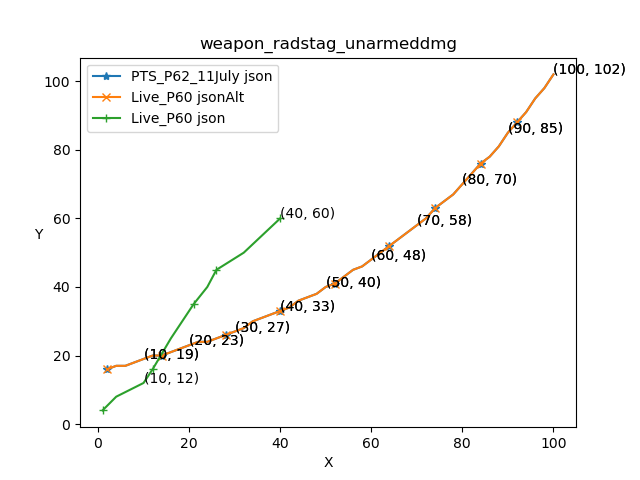 weapon_radstag_unarmeddmg
PTS_P62_11July json
Live_P60 jsonAlt
Live_P60 json
(100, 102)
(90, 85)
(80, 70)
(40, 60)
(70, 58)
(60, 48)
(50, 40)
(40, 33)
(30, 27)
(20, 23)
(10, 19)
(10, 12)
Y
100
80
60
40
20
0
0 20 40 60 80 100
X